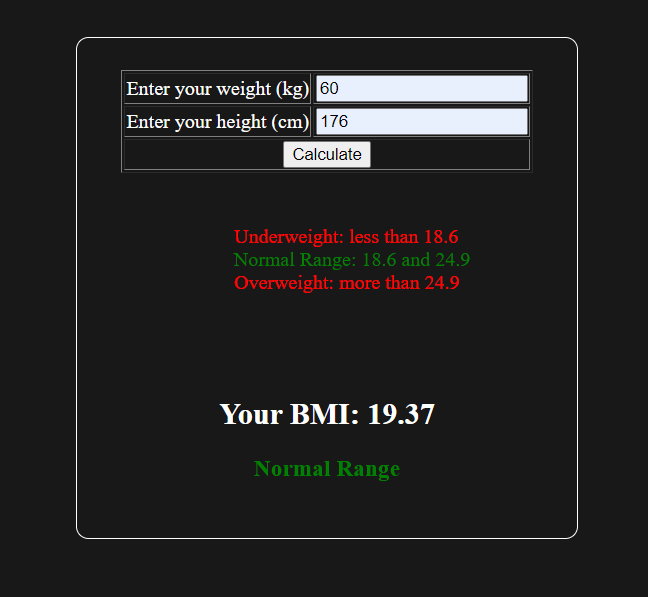 Enter your weight (kg) 60
Enter your height (cm) 176
Calculate
Underweight: less than 18.6
Normal Range: 18.6 and 24.9
Overweight: more than 24.9
Your BMI: 19.37
Normal Range